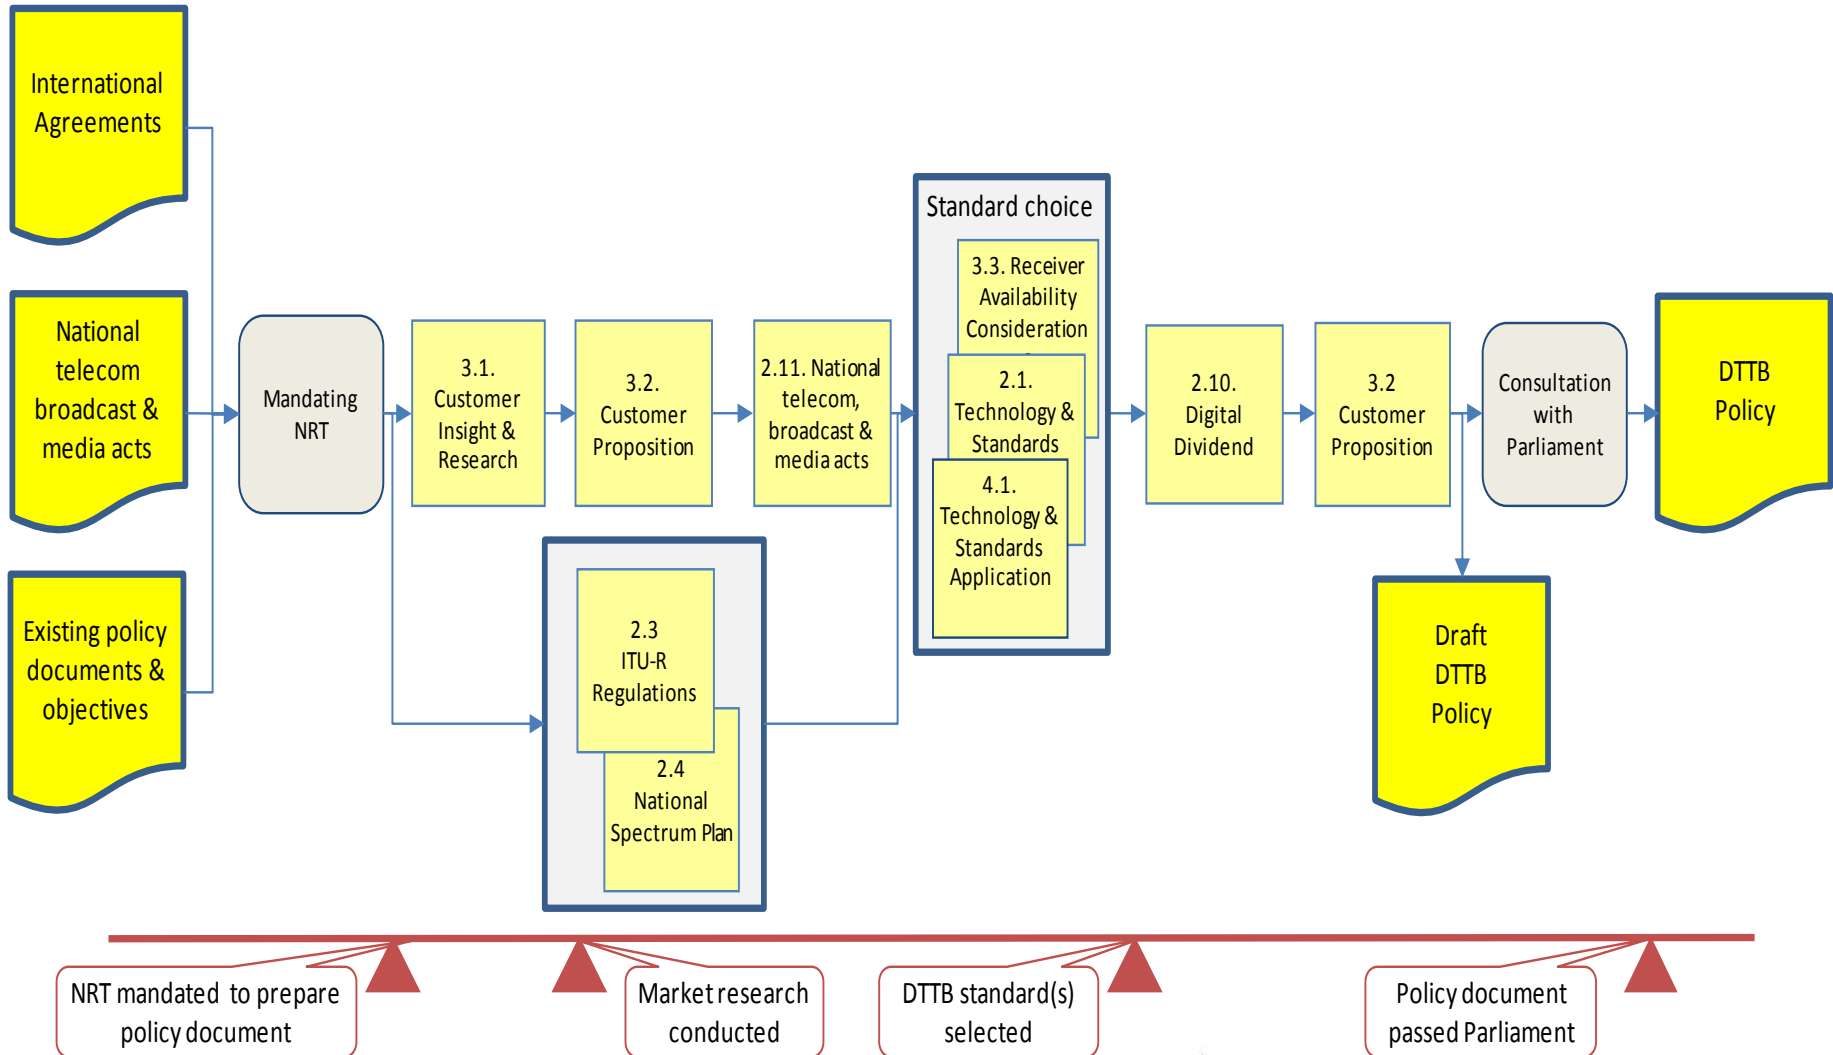 International
Agreements
National
telecom
broadcast &
media acts
Existing policy
documents &
objectives
Mandating
NRT
3.1.
Customer
Insight &
Research
3.2.
Customer
Proposition
2.11. National
telecom,
broadcast &
media acts
2.3
ITU-R
Regulations
2.4
National
Spectrum Plan
Standard choice
3.3. Receiver
Availability
Consideration
2.1.
Technology &
Standards
4.1.
Technology &
Standards
Application
2.10.
Digital
Dividend
3.2
Customer
Proposition
Consultation
with
Parliament
DTTB
Policy
Draft
DTTB
Policy
NRT mandated to prepare
policy document
Market research
conducted
DTTB standard(s)
selected
Policy document
passed Parliament